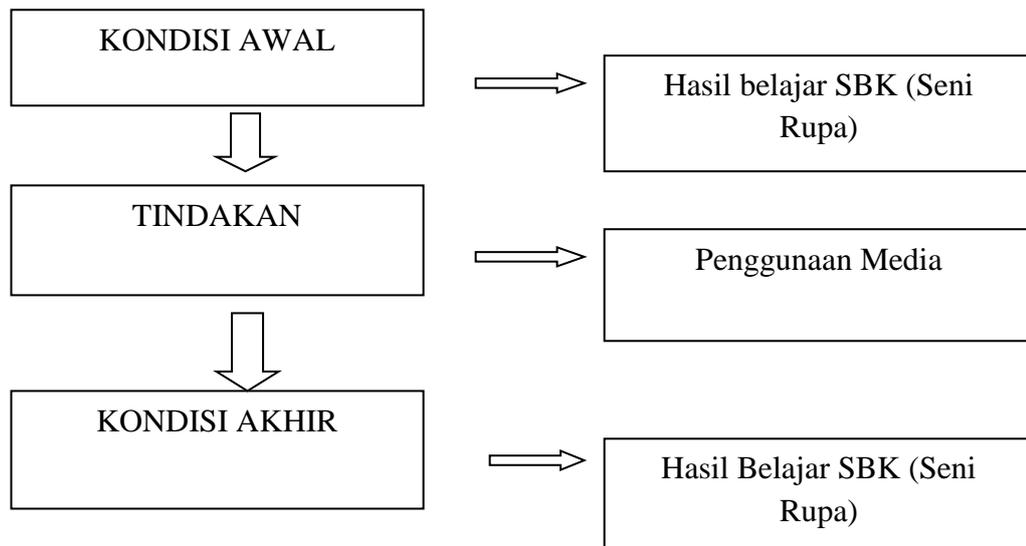 KONDISI AWAL
Hasil belajar SBK (Seni
Rupa)
TINDAKAN
Penggunaan Media
KONDISI AKHIR
Hasil Belajar SBK (Seni
Rupa)